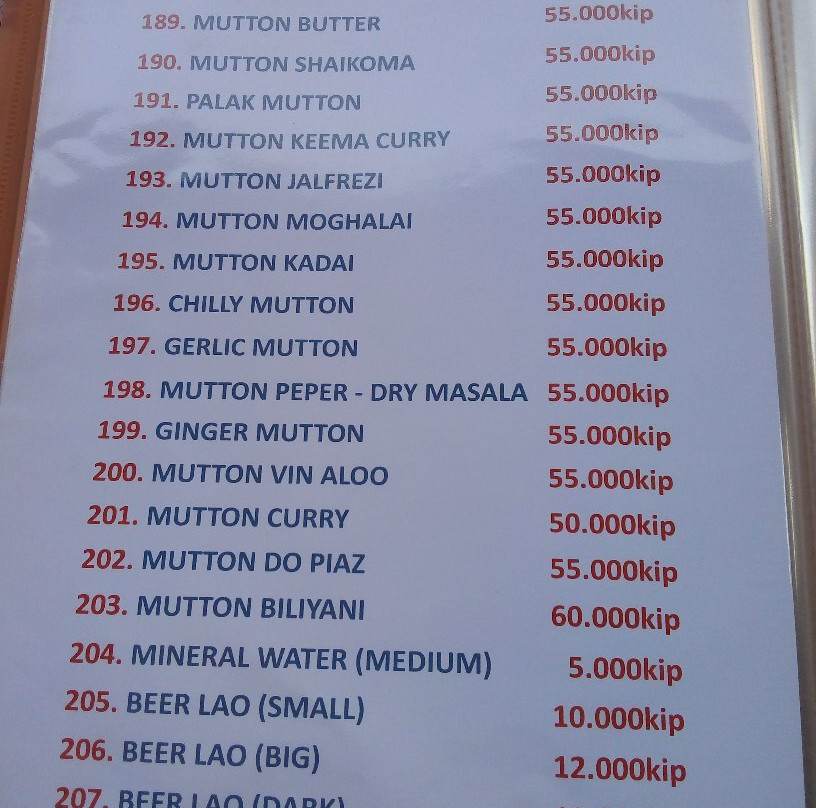 189. MUTTON BUTTER 55.000kip
190. MUTTON SHAIKOMA 55.000kip
191. PALAK MUTTON 55.000kip
192. MUTTON KEEMA CURRY 55.000kip
193. MUTTON JALFREZI 55.000kip
194. MUTTON MOGHALAI 55.000kip
195. MUTTON KADAI 55.000kip
196. CHILLY MUTTON 55.000kip
197. GERLIC MUTTON 55.000kip
198. MUTTON PEPER - DRY MASALA 55.000kip
199. GINGER MUTTON 55.000kip
200. MUTTON VIN ALOO 55.000kip
201. MUTTON CURRY 50.000kip
202. MUTTON DO PIAZ 55.000kip
203. MUTTON BILIYANI 60.000kip
204. MINERAL WATER (MEDIUM) 5.000kip
205. BEER LAO (SMALL) 10.000kip
206. BEER LAO (BIG) 12.000kip
207. BEER LAO (DARK)